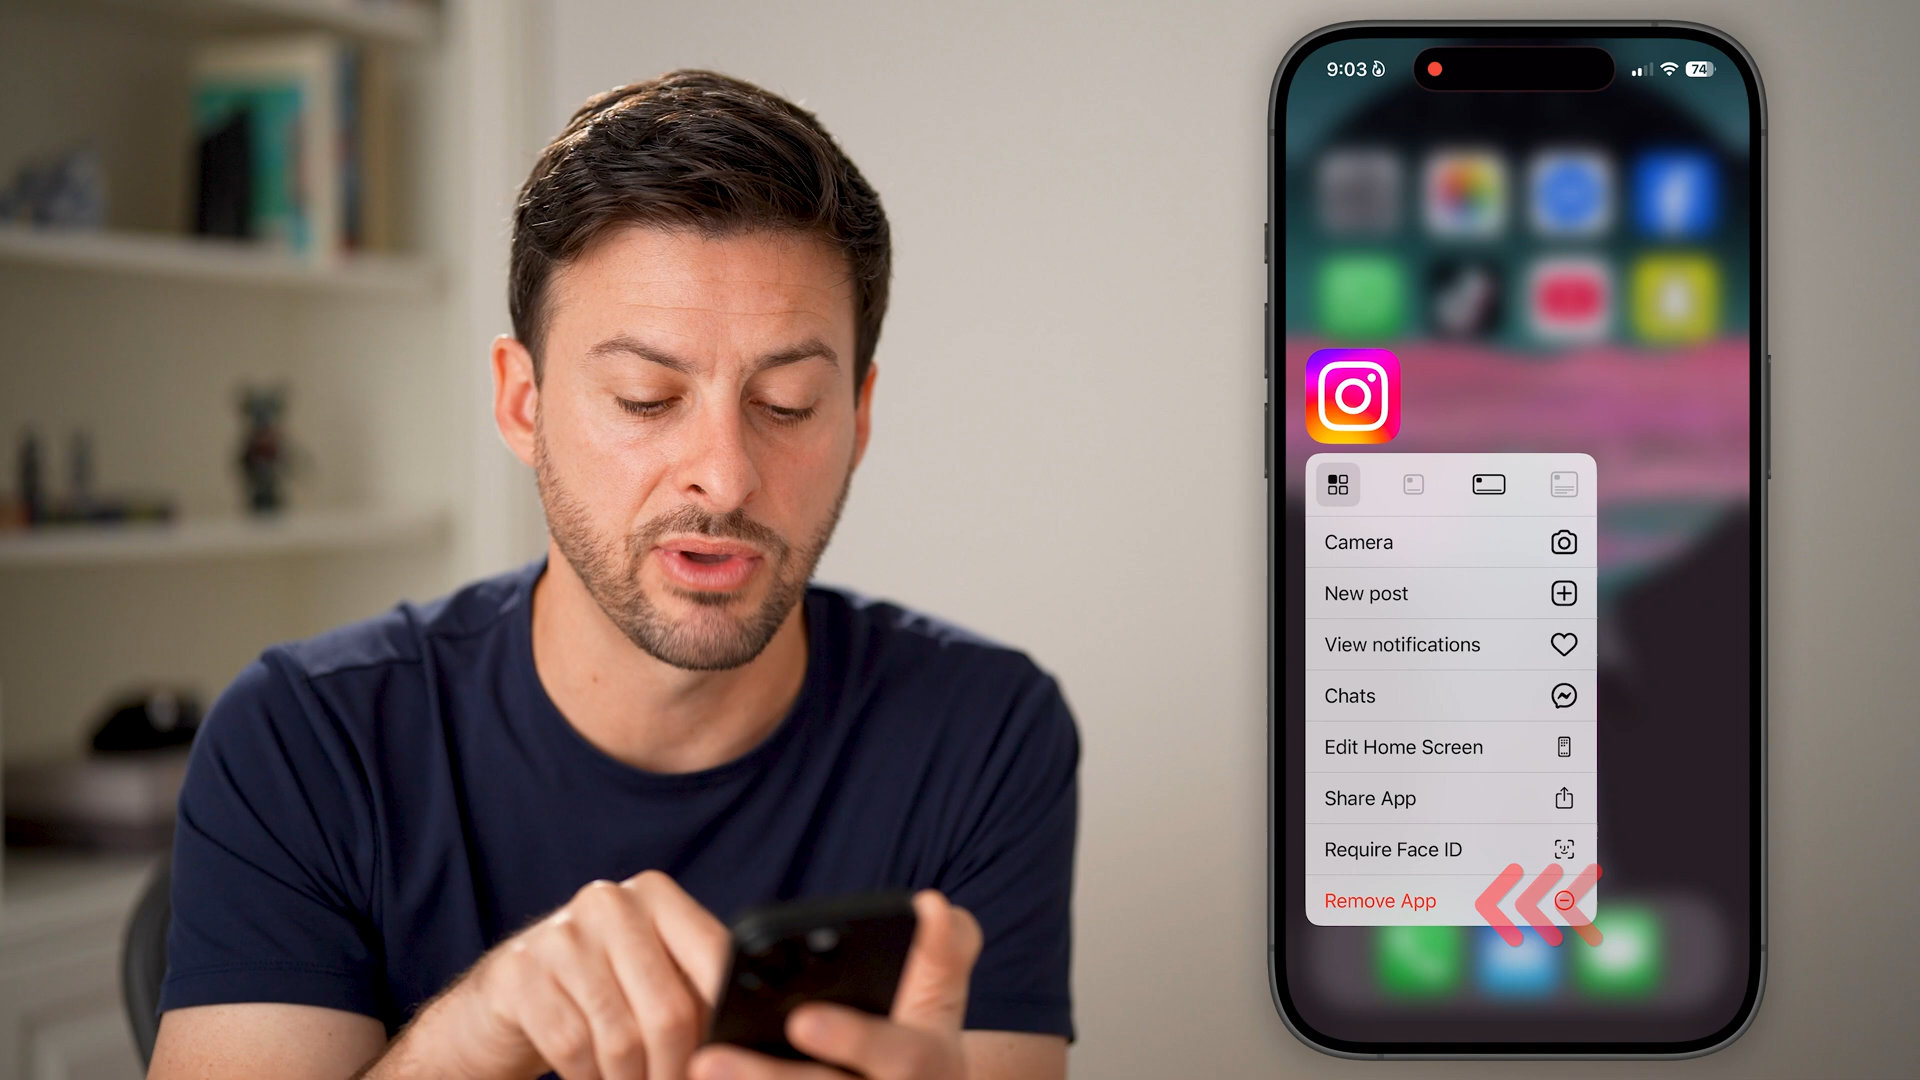 9:03
74
Camera
New post
View notifications
Chats
Edit Home Screen
Share App
Require Face ID
Remove App